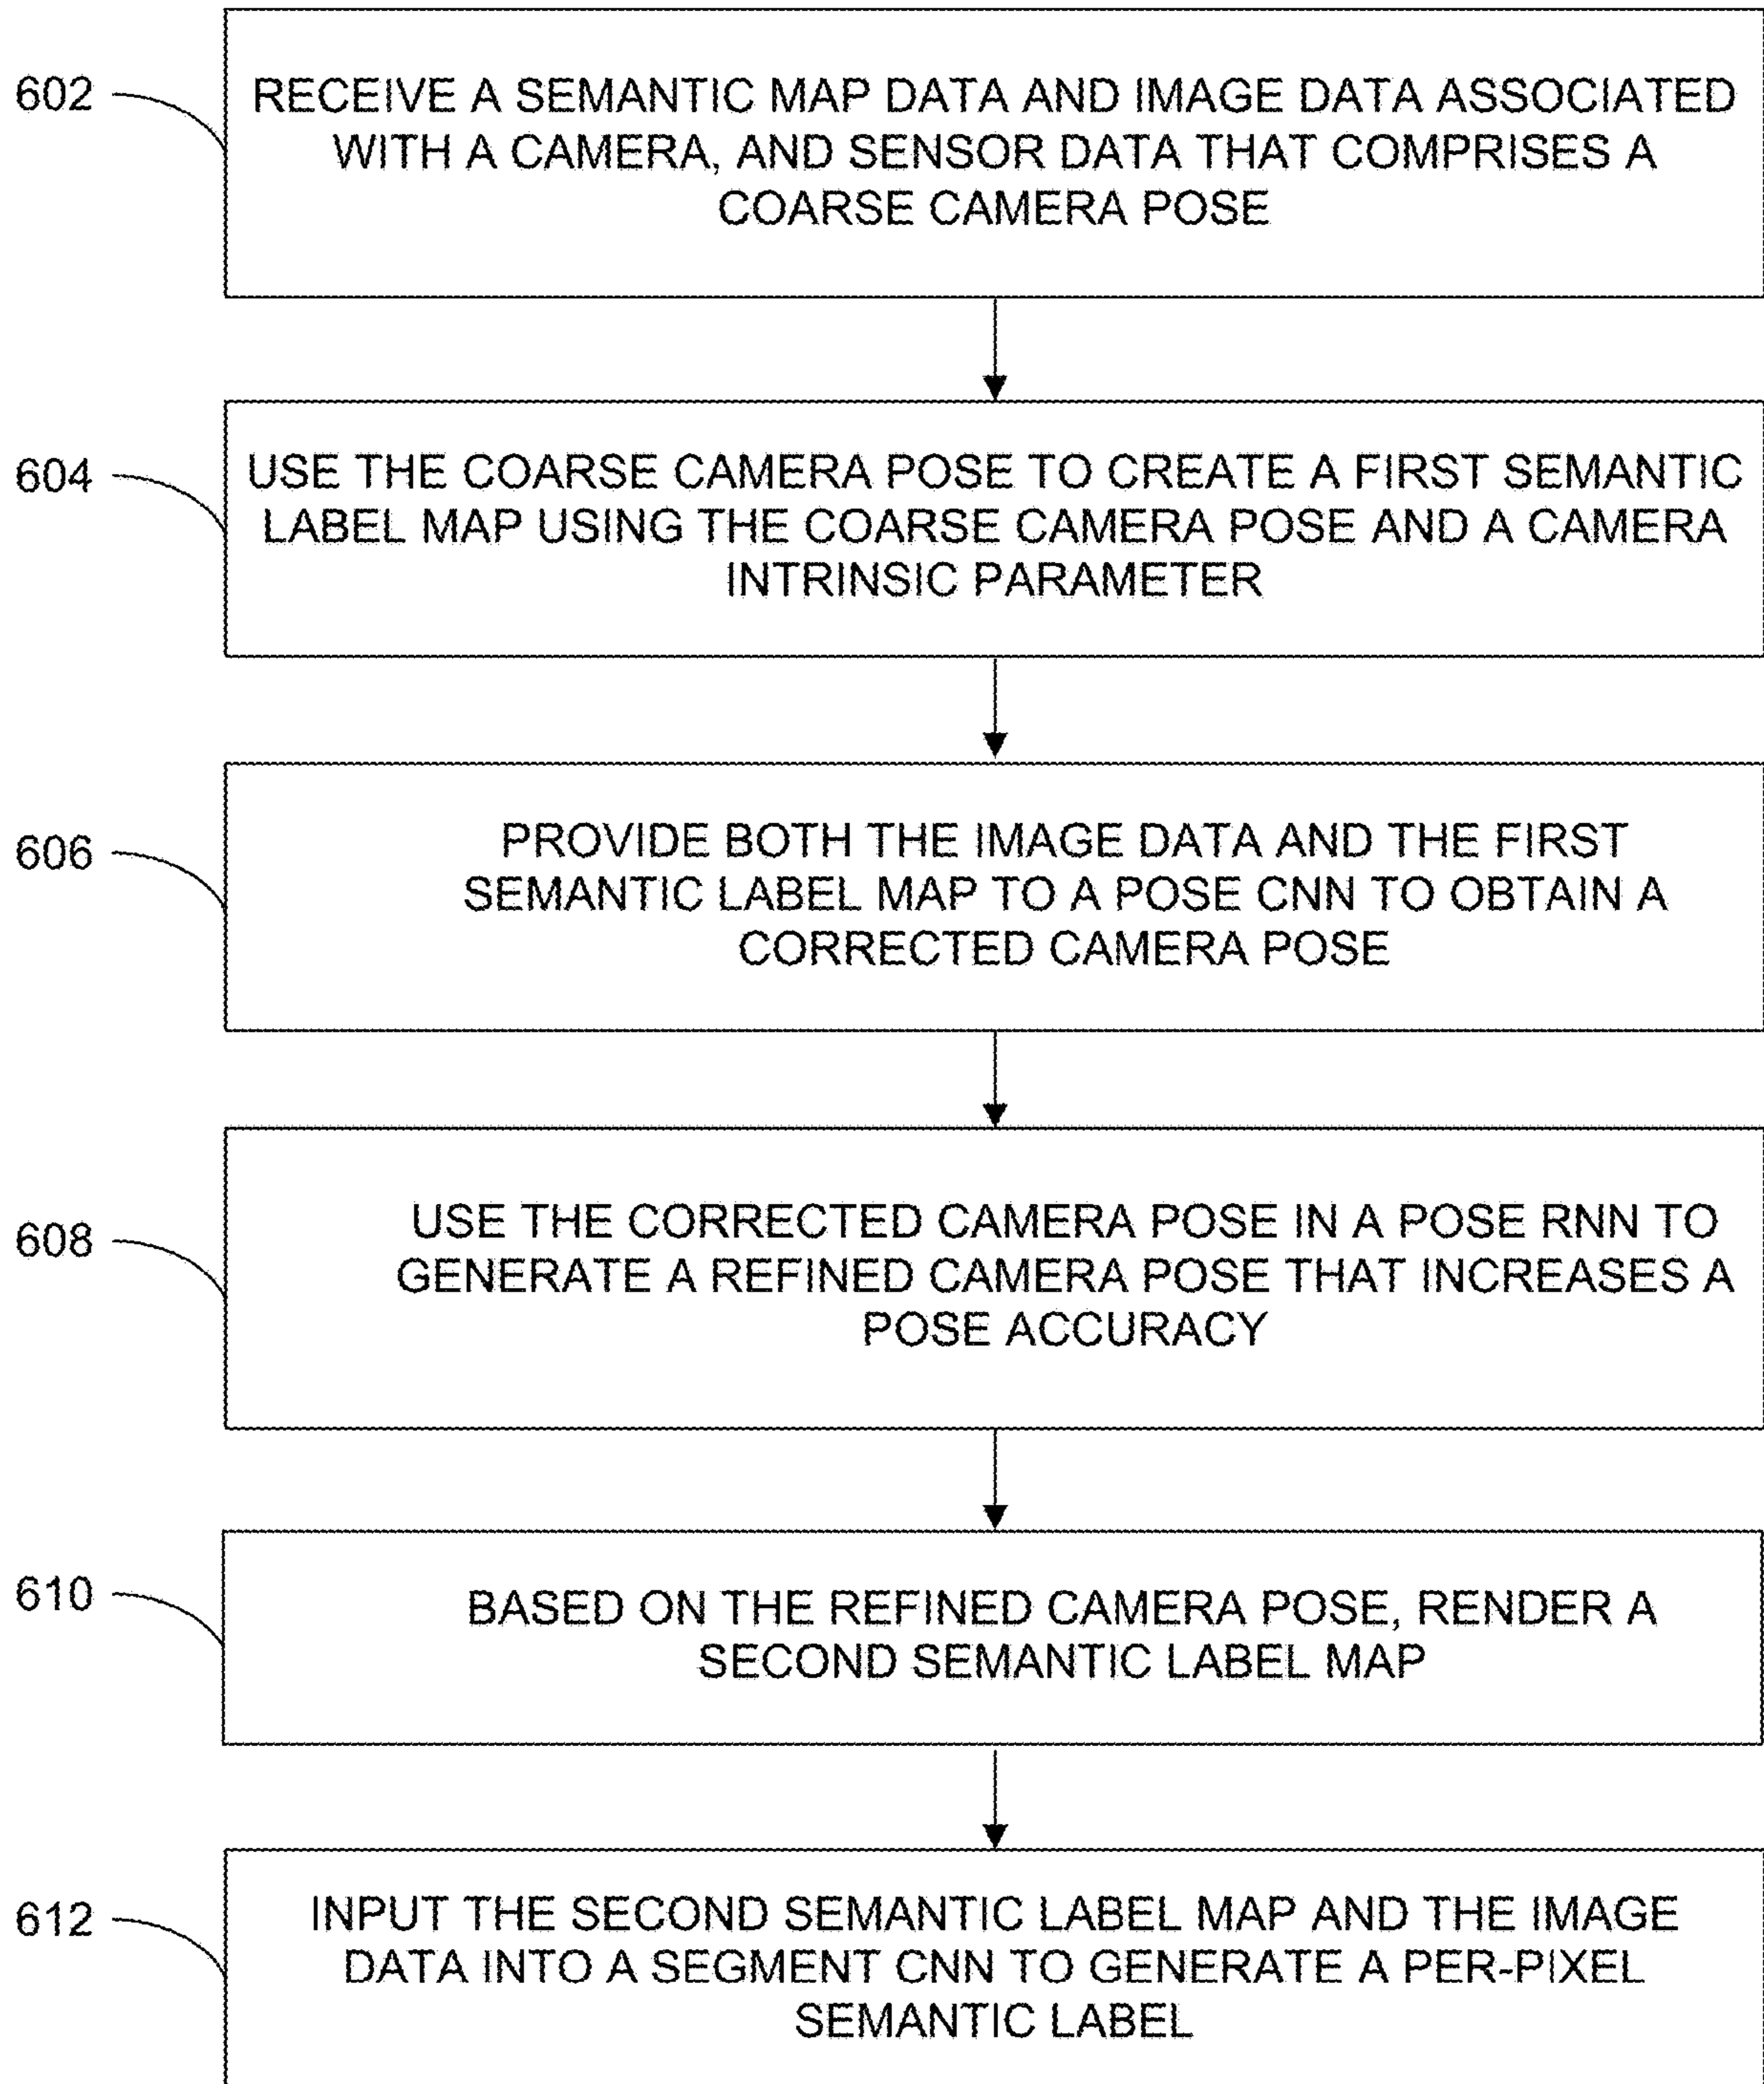 602
RECEIVE A SEMANTIC MAP DATA AND IMAGE DATA ASSOCIATED
WITH A CAMERA, AND SENSOR DATA THAT COMPRISES A
COARSE CAMERA POSE
604
USE THE COARSE CAMERA POSE TO CREATE A FIRST SEMANTIC
LABEL MAP USING THE COARSE CAMERA POSE AND A CAMERA
INTRINSIC PARAMETER
606
PROVIDE BOTH THE IMAGE DATA AND THE FIRST
SEMANTIC LABEL MAP TO A POSE CNN TO OBTAIN A
CORRECTED CAMERA POSE
608
USE THE CORRECTED CAMERA POSE IN A POSE RNN TO
GENERATE A REFINED CAMERA POSE THAT INCREASES A
POSE ACCURACY
610
BASED ON THE REFINED CAMERA POSE, RENDER A
SECOND SEMANTIC LABEL MAP
612
INPUT THE SECOND SEMANTIC LABEL MAP AND THE IMAGE
DATA INTO A SEGMENT CNN TO GENERATE A PER-PIXEL
SEMANTIC LABEL